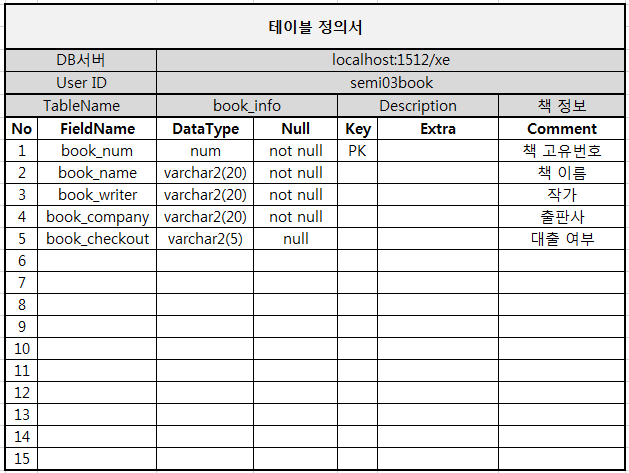 테이블 정의서
DB서버 localhost:1512/xe
User ID semi03book
TableName book_info Description 책 정보
No FieldName DataType Null Key Extra Comment
1 book_num num not null PK 책 고유번호
2 book_name varchar2(20) not null 책 이름
3 book_writer varchar2(20) not null 작가
4 book_company varchar2(20) not null 출판사
5 book_checkout varchar2(5) null 대출 여부
6
7
8
9
10
11
12
13
14
15